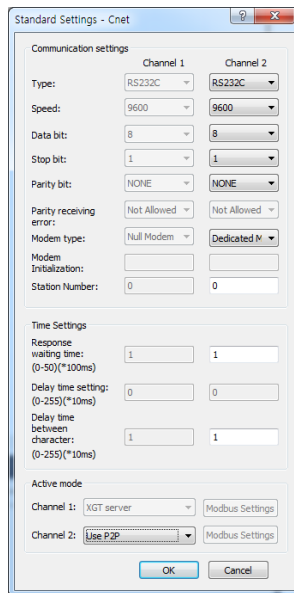 Standard Settings - Cnet
Communication settings
Channel 1 Channel 2
Type: RS232C RS232C
Speed: 9600 9600
Data bit: 8 8
Stop bit: 1 1
Parity bit: NONE NONE
Parity receiving
error: Not Allowed Not Allowed
Modem type: Null Modem Dedicated M
Modem
Initialization:
Station Number: 0 0
Time Settings
Response
waiting time: 1 1
(0-50)(*100ms)
Delay time setting: 0 0
(0-255)(*10ms)
Delay time
between
character: 1 1
(0-255)(*10ms)
Active mode
Channel 1: XGT server Modbus Settings
Channel 2: Use P2P Modbus Settings
OK Cancel